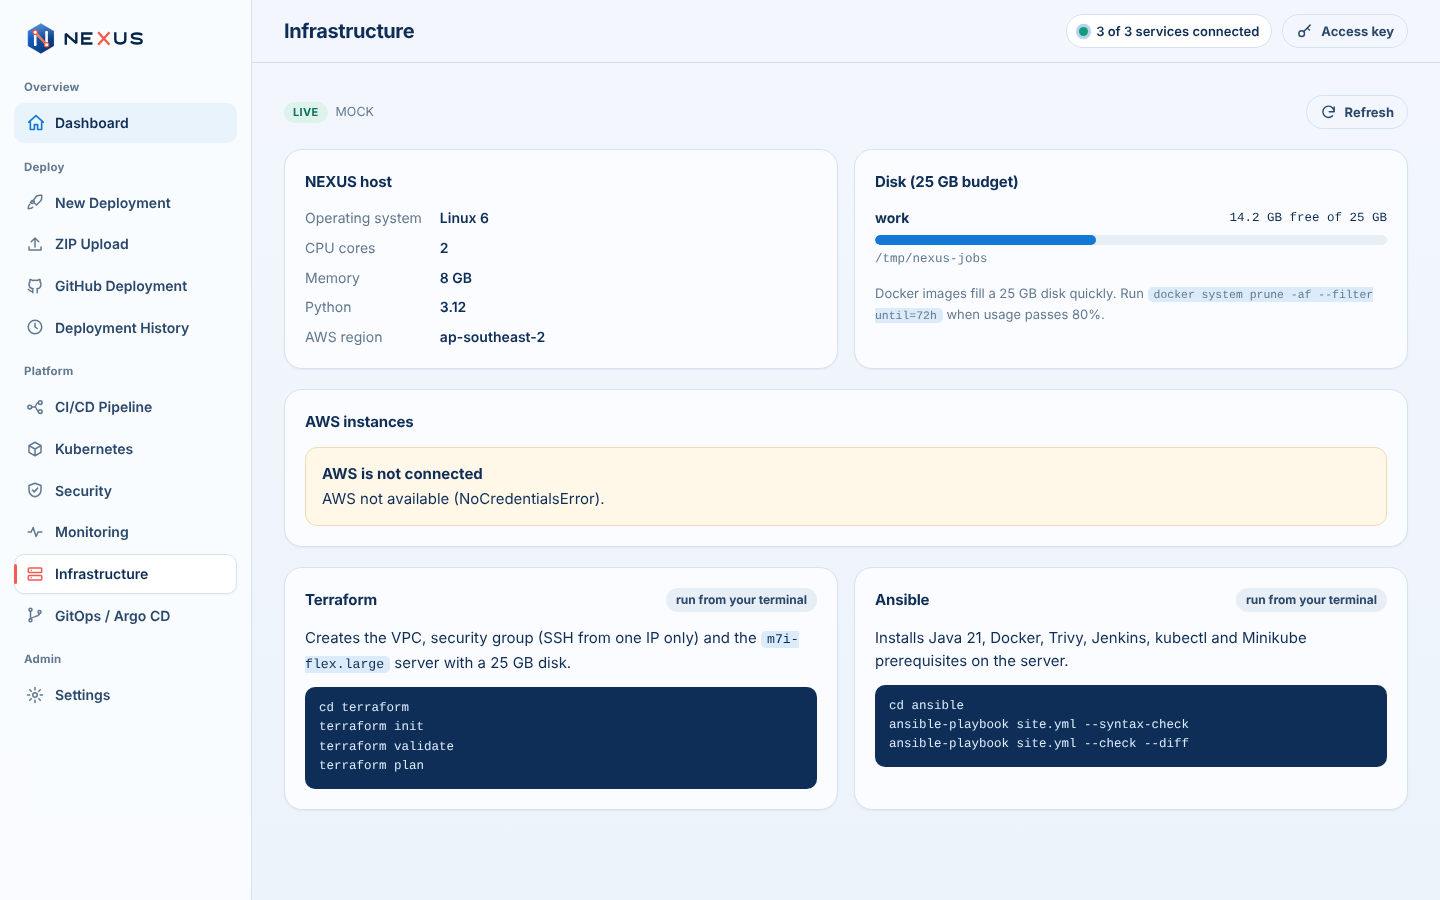 NEXUS
Overview
Dashboard
Deploy
New Deployment
ZIP Upload
GitHub Deployment
Deployment History
Platform
CI/CD Pipeline
Kubernetes
Security
Monitoring
Infrastructure
GitOps / Argo CD
Admin
Settings
Infrastructure
3 of 3 services connected
Access key
LIVE MOCK
Refresh
NEXUS host
Operating system Linux 6
CPU cores 2
Memory 8 GB
Python 3.12
AWS region ap-southeast-2
Disk (25 GB budget)
work 14.2 GB free of 25 GB
/tmp/nexus-jobs
Docker images fill a 25 GB disk quickly. Run docker system prune -af --filter
until=72h when usage passes 80%.
AWS instances
AWS is not connected
AWS not available (NoCredentialsError).
Terraform run from your terminal
Creates the VPC, security group (SSH from one IP only) and the m7i-
flex.large server with a 25 GB disk.
cd terraform
terraform init
terraform validate
terraform plan
Ansible run from your terminal
Installs Java 21, Docker, Trivy, Jenkins, kubectl and Minikube
prerequisites on the server.
cd ansible
ansible-playbook site.yml --syntax-check
ansible-playbook site.yml --check --diff